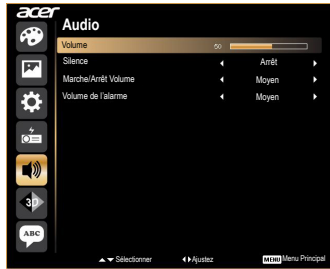 acer
Audio
Volume 50
Silence Arrêt
Marche/Arrêt Volume Moyen
Volume de l'alarme Moyen
3D
ABC
Sélectionner Ajustez MENU Menu Principal